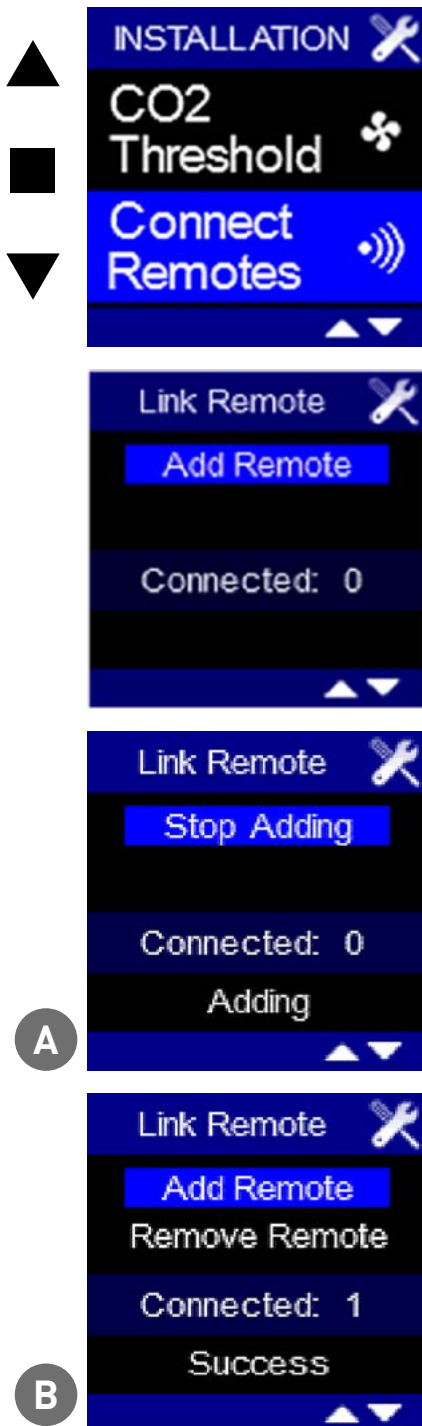 INSTALLATION
CO2
Threshold
Connect
Remotes
Link Remote
Add Remote
Connected: 0
Link Remote
Stop Adding
Connected: 0
Adding
A
Link Remote
Add Remote
Remove Remote
Connected: 1
Success
B